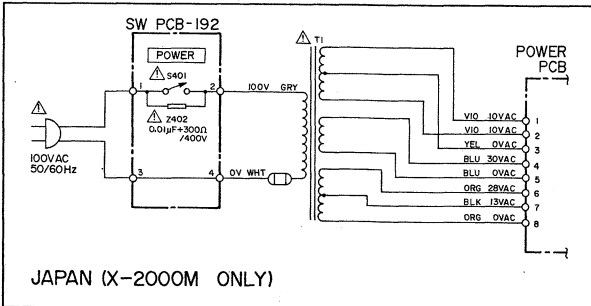 SW PCB-192
POWER
S401
1 2
Z402
0.01μF+300Ω
/400V
100VAC
50/60Hz
3 4
100V GRY
0V WHT
T1
POWER
PCB
VIO 10VAC 1
VIO 10VAC 2
YEL 0VAC 3
BLU 30VAC 4
BLU 0VAC 5
ORG 28VAC 6
BLK 13VAC 7
ORG 0VAC 8
JAPAN (X-2000M ONLY)